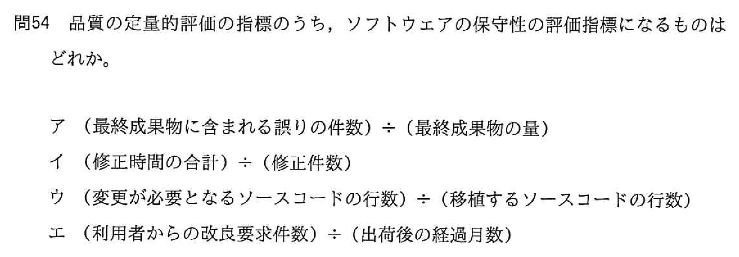 問54 品質の定量的評価の指標のうち，ソフトウェアの保守性の評価指標になるものは
どれか。
ア （最終成果物に含まれる誤りの件数）÷（最終成果物の量）
イ （修正時間の合計）÷（修正件数）
ウ （変更が必要となるソースコードの行数）÷（移植するソースコードの行数）
エ （利用者からの改良要求件数）÷（出荷後の経過月数）